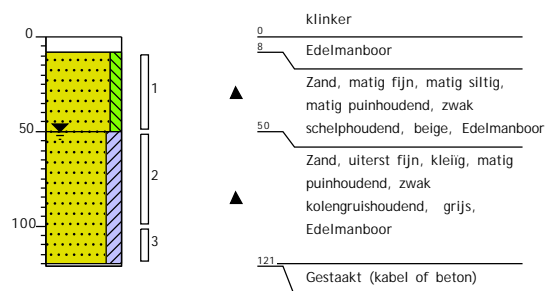 0
50
100
1
2
3
klinker
0
8
Edelmanboor
Zand, matig fijn, matig siltig,
matig puinhoudend, zwak
schelphoudend, beige, Edelmanboor
50
Zand, uiterst fijn, kleiïg, matig
puinhoudend, zwak
kolengruishoudend, grijs,
Edelmanboor
121
Gestaakt (kabel of beton)